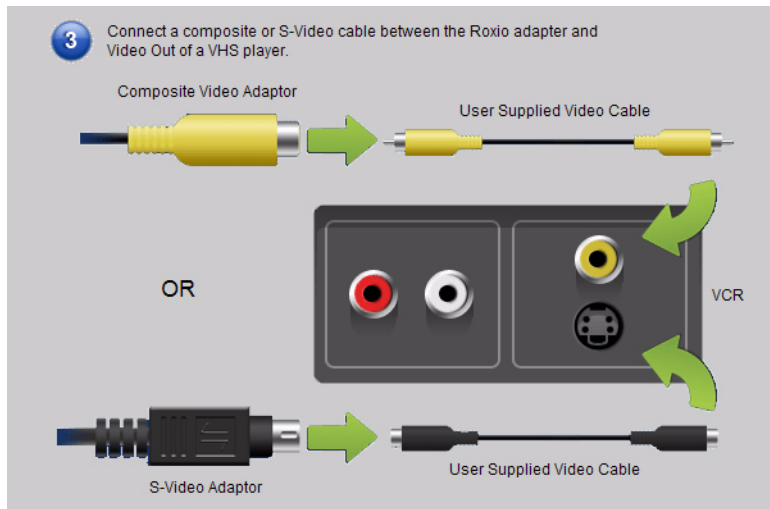 3
Connect a composite or S-Video cable between the Roxio adapter and
Video Out of a VHS player.
Composite Video Adaptor
User Supplied Video Cable
OR
VCR
User Supplied Video Cable
S-Video Adaptor